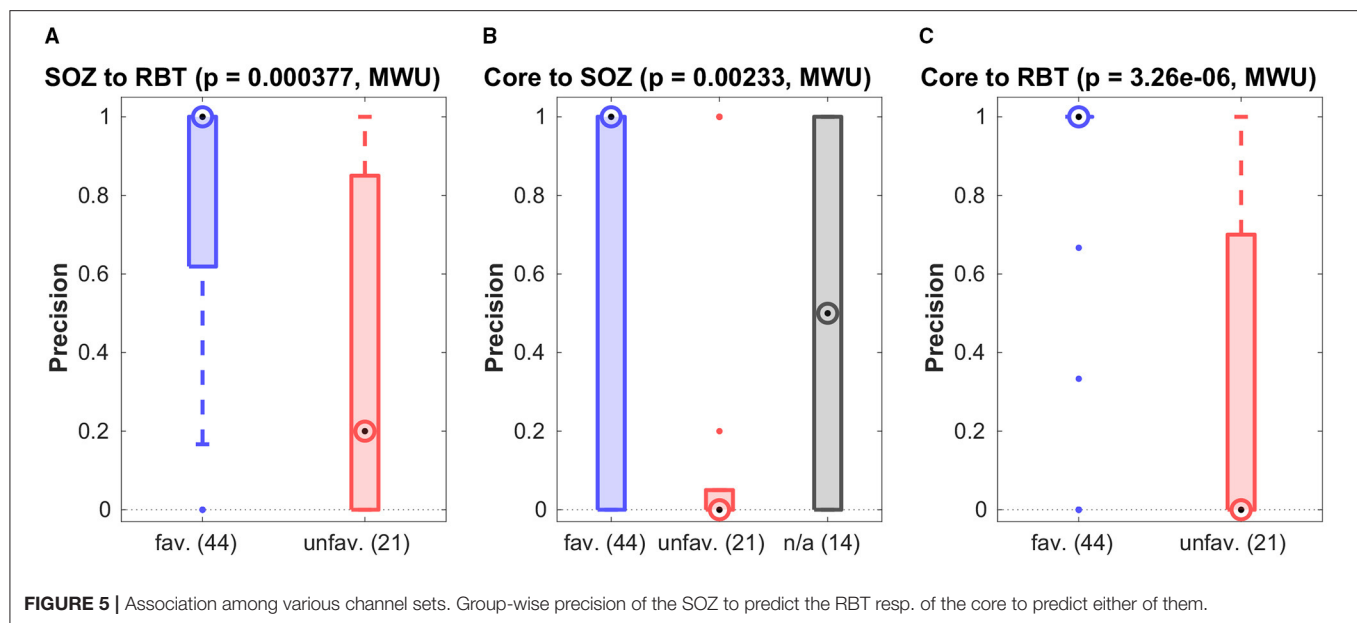 A
SOZ to RBT (p = 0.000377, MWU)
Precision
1
0.8
0.6
0.4
0.2
0
fav. (44) unfav. (21)
B
Core to SOZ (p = 0.00233, MWU)
Precision
1
0.8
0.6
0.4
0.2
0
fav. (44) unfav. (21) n/a (14)
C
Core to RBT (p = 3.26e-06, MWU)
Precision
1
0.8
0.6
0.4
0.2
0
fav. (44) unfav. (21)
FIGURE 5 | Association among various channel sets. Group-wise precision of the SOZ to predict the RBT resp. of the core to predict either of them.